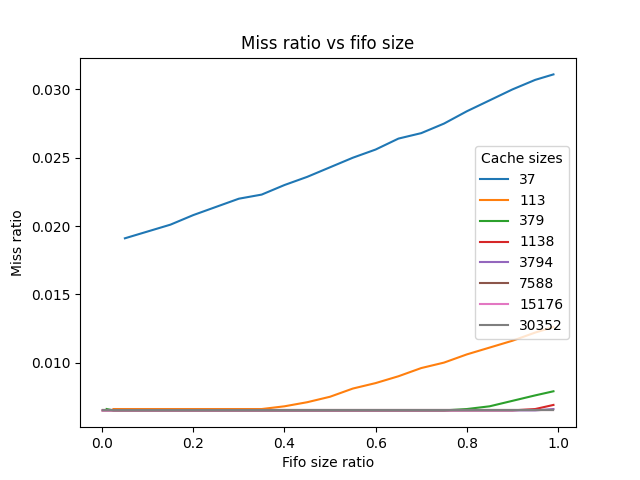 Miss ratio vs fifo size
0.030
0.025
0.020
0.015
0.010
Miss ratio
Cache sizes
37
113
379
1138
3794
7588
15176
30352
0.0 0.2 0.4 0.6 0.8 1.0
Fifo size ratio